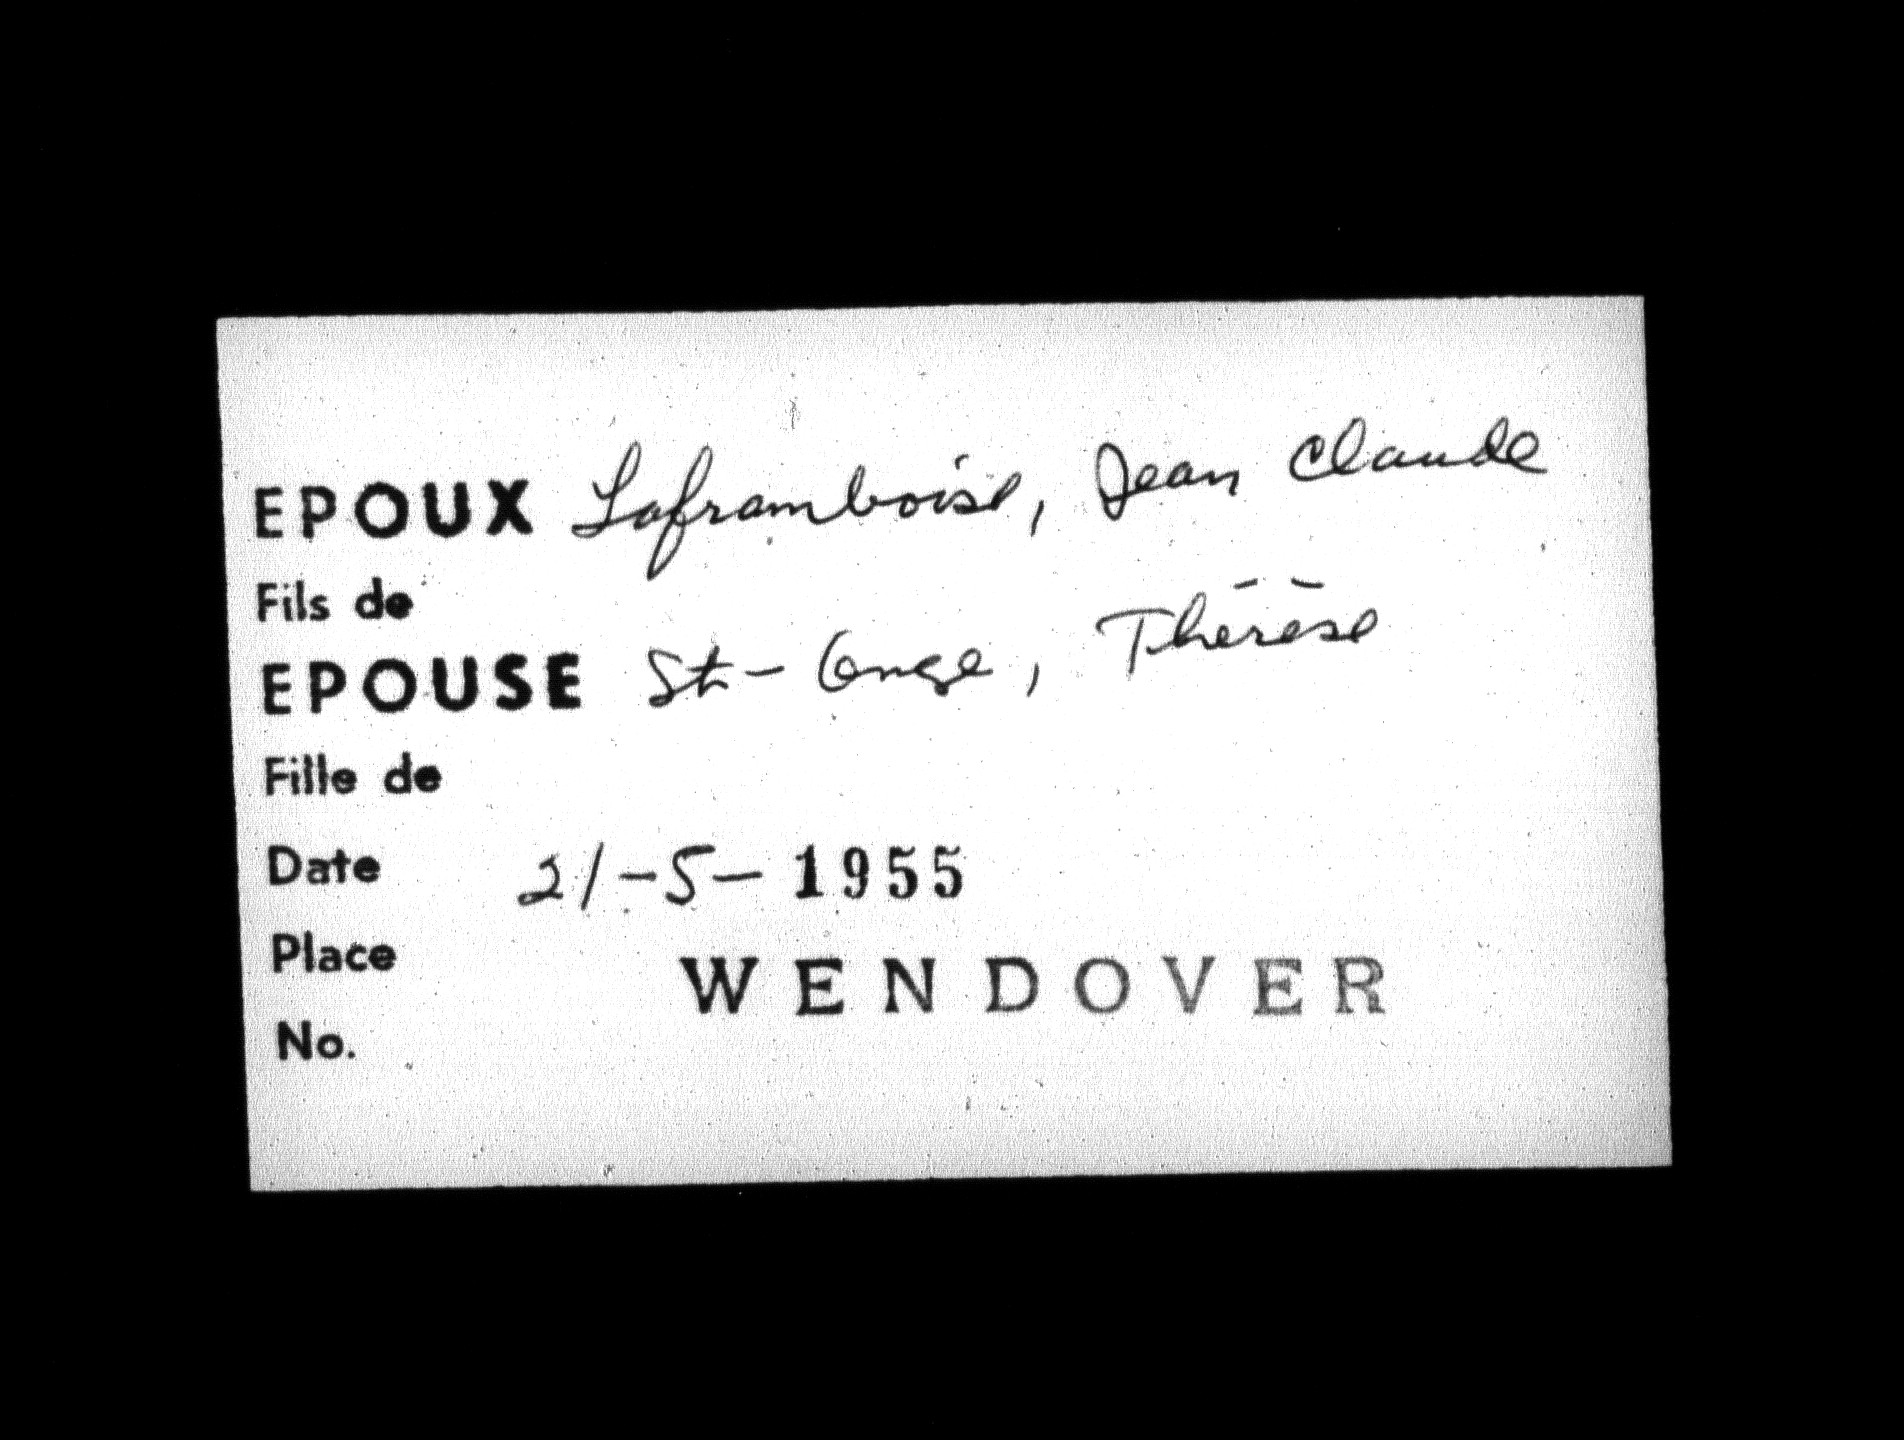 EPOUX Laframboise, Jean Claude
Fils de
EPOUSE St-Onge, Thérèse
Fille de
Date 21-5-1955
Place WENDOVER
No.